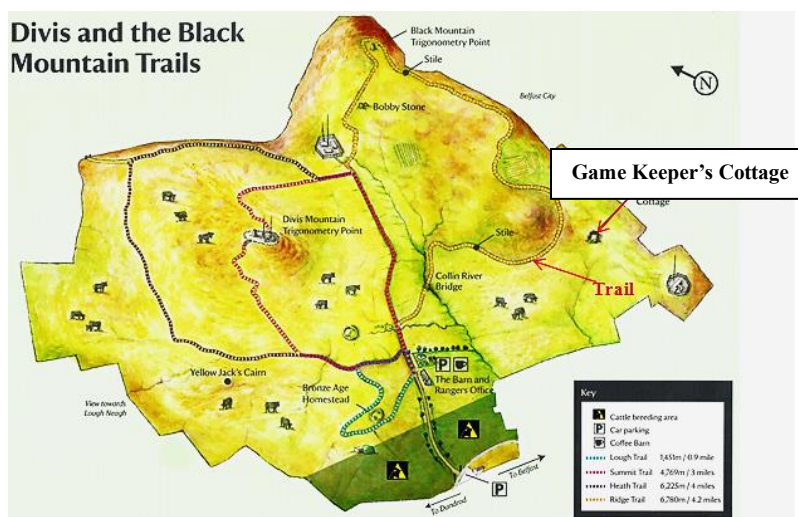 Divis and the Black
Mountain Trails
Black Mountain
Trigonometry Point
Stile
N
Belfast City
Bobby Stone
Game Keeper's Cottage
Cottage
Divis Mountain
Trigonometry Point
Stile
Collin River
Bridge
Trail
Yellow Jack's Cairn
View towards
Lough Neagh
Bronze Age
Homestead
P
The Barn and
Rangers Office
To Dundrod
To Belfast
P
Key
Cattle breeding area
P Car parking
Coffee Barn
Lough Trail 1,451m / 0.9 mile
Summit Trail 4,769m / 3 miles
Heath Trail 6,225m / 4 miles
Ridge Trail 6,780m / 4.2 miles